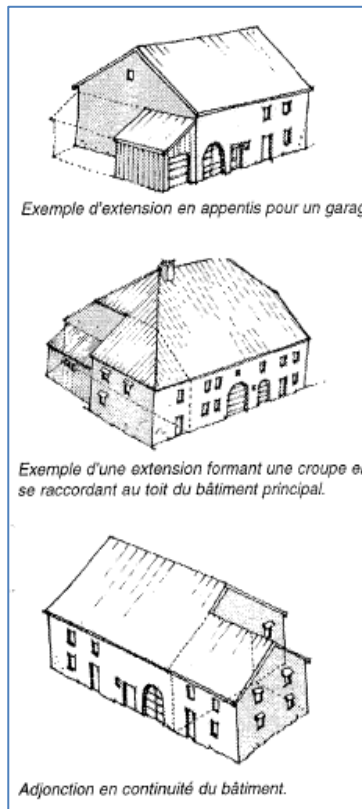 Exemple d'extension en appentis pour un garag
Exemple d'une extension formant une croupe e
se raccordant au toit du bâtiment principal.
Adjonction en continuité du bâtiment.